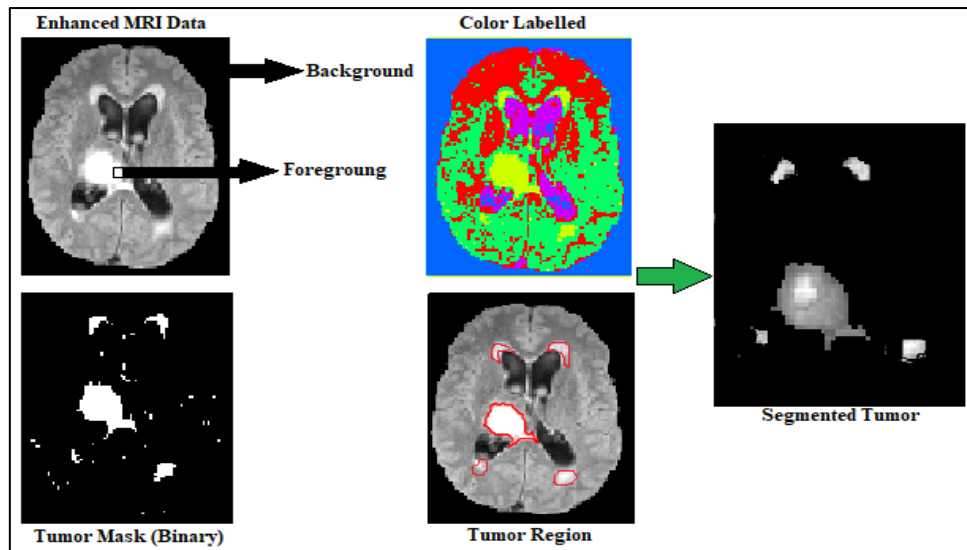 Enhanced MRI Data
Color Labelled
Background
Foregroung
Segmented Tumor
Tumor Mask (Binary)
Tumor Region